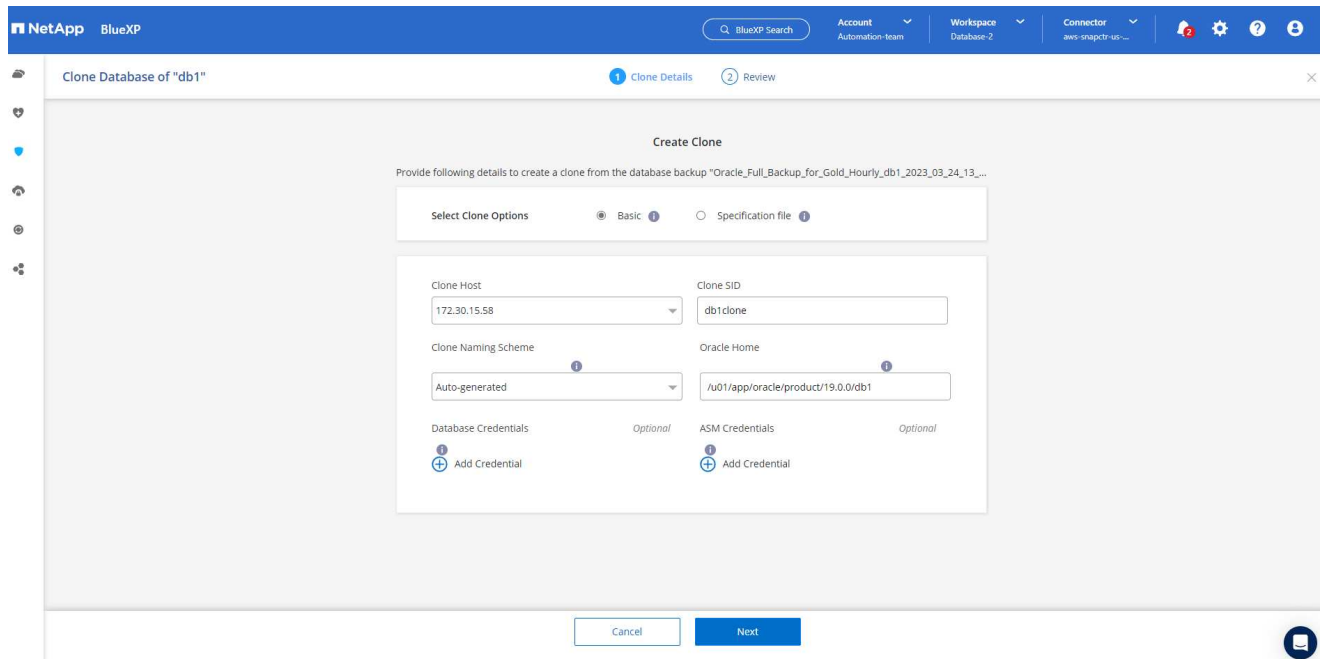 NetApp BlueXP
BlueXP Search
Account
Automation-team
Workspace
Database-2
Connector
aws-snapctr-us-...
2
Clone Database of "db1"
1 Clone Details
2 Review
Create Clone
Provide following details to create a clone from the database backup "Oracle_Full_Backup_for_Gold_Hourly_db1_2023_03_24_13_...
Select Clone Options
Basic
Specification file
Clone Host
Clone SID
172.30.15.58
db1clone
Clone Naming Scheme
Oracle Home
Auto-generated
/u01/app/oracle/product/19.0.0/db1
Database Credentials
Optional
ASM Credentials
Optional
Add Credential
Add Credential
Cancel
Next